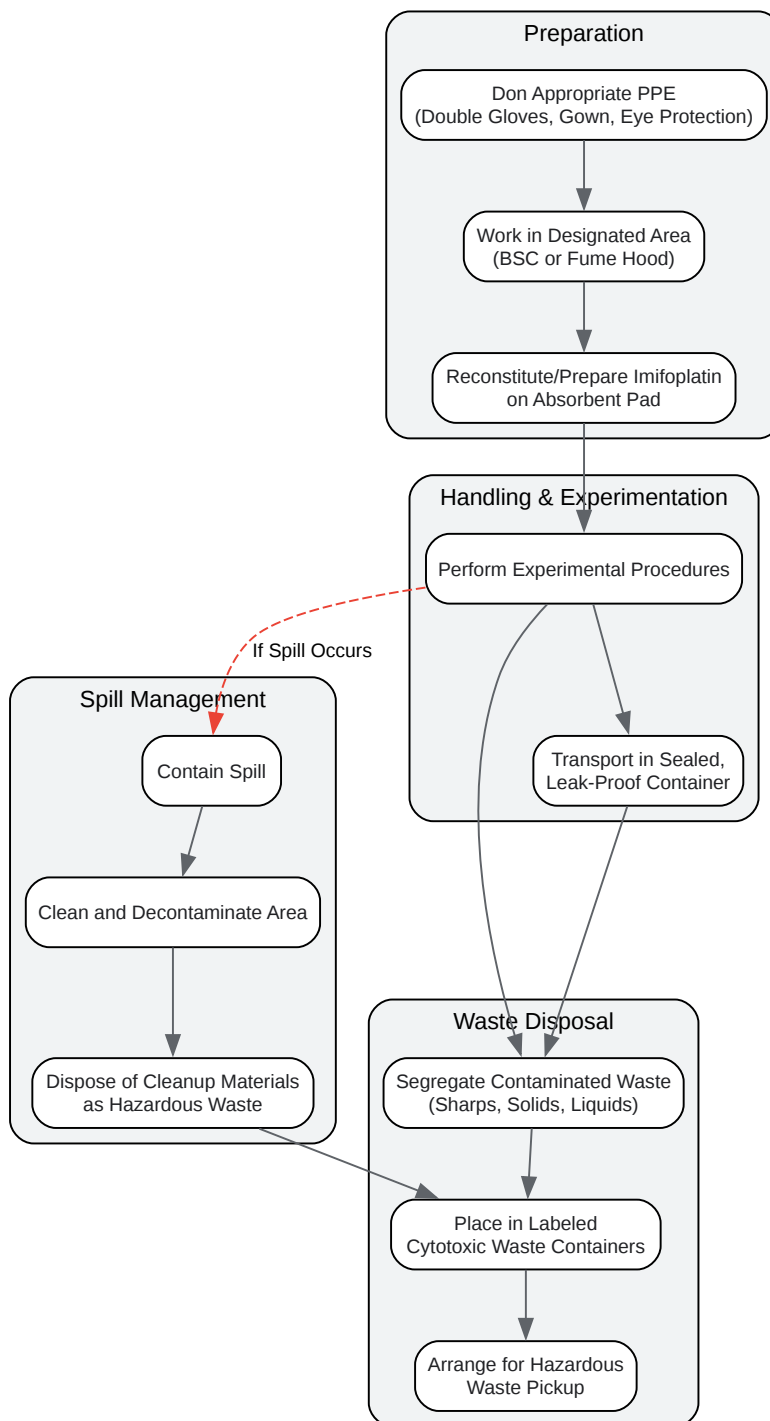 Preparation
Don Appropriate PPE
(Double Gloves, Gown, Eye Protection)
Work in Designated Area
(BSC or Fume Hood)
Reconstitute/Prepare Imifoplatin
on Absorbent Pad
Handling & Experimentation
Perform Experimental Procedures
If Spill Occurs
Spill Management
Contain Spill
Transport in Sealed,
Leak-Proof Container
Clean and Decontaminate Area
Dispose of Cleanup Materials
as Hazardous Waste
Waste Disposal
Segregate Contaminated Waste
(Sharps, Solids, Liquids)
Place in Labeled
Cytotoxic Waste Containers
Arrange for Hazardous
Waste Pickup